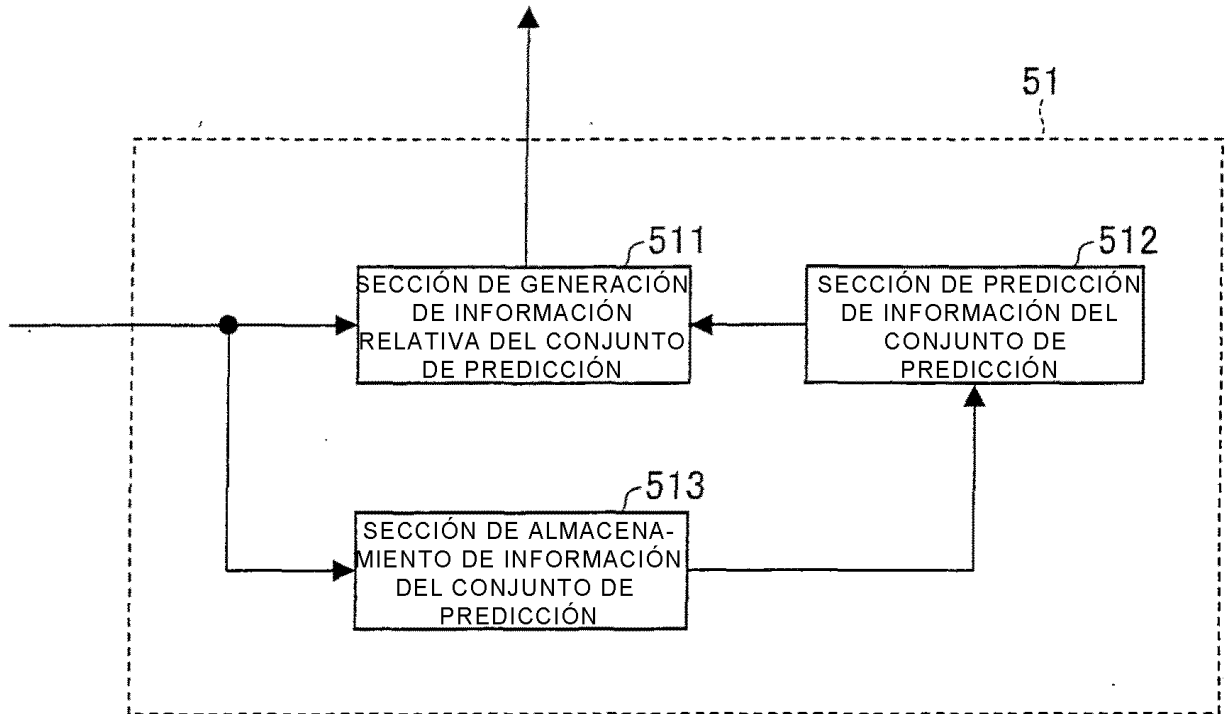 51
511
SECCIÓN DE GENERACIÓN
DE INFORMACIÓN
RELATIVA DEL CONJUNTO
DE PREDICCIÓN
512
SECCIÓN DE PREDICCIÓN
DE INFORMACIÓN DEL
CONJUNTO DE
PREDICCIÓN
513
SECCIÓN DE ALMACENA-
MIENTO DE INFORMACIÓN
DEL CONJUNTO DE
PREDICCIÓN